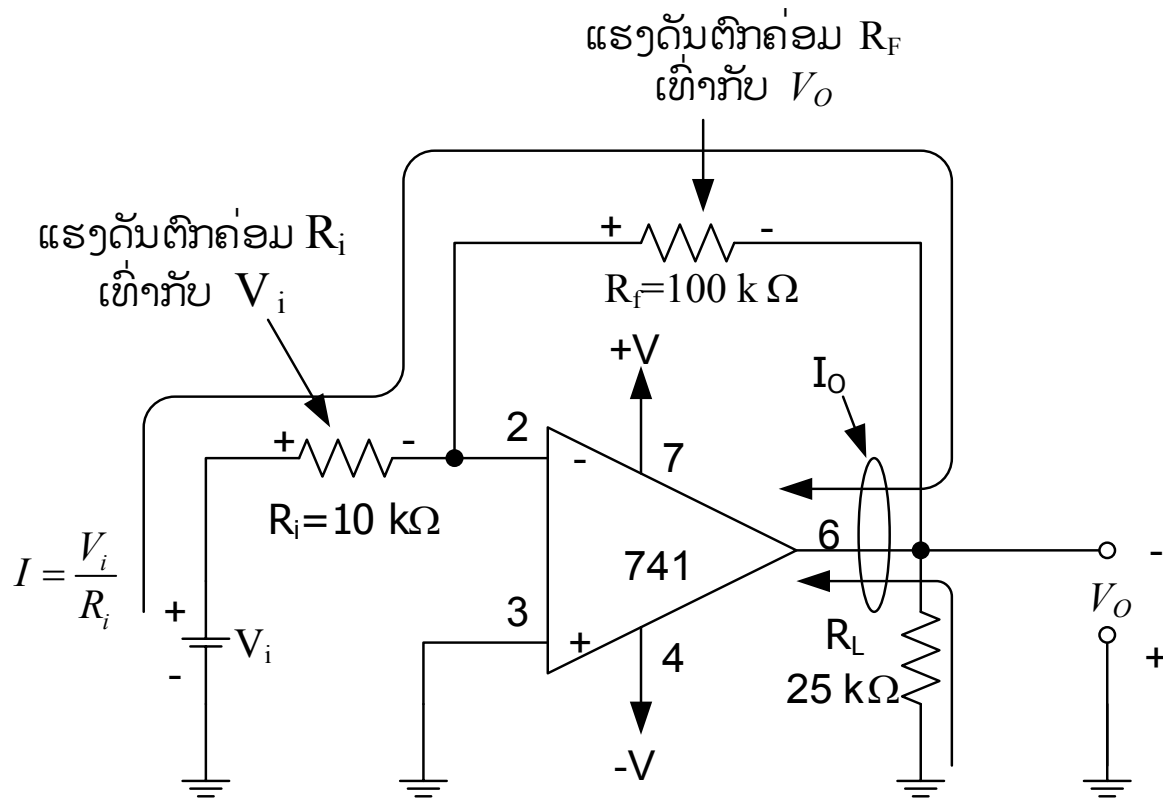 ແຮງດັນຕົກຄ່ອມ R_F
ເທົ່າກັບ V_O
ແຮງດັນຕົກຄ່ອມ R_i
ເທົ່າກັບ V_i
+ -
R_f=100 k Ω
+V
I_O
+ -
2
-
7
R_i=10 kΩ
6
741
I = V_i / R_i
-
V_O
+
+
V_i
-
3
+
4
R_L
25 kΩ
-V